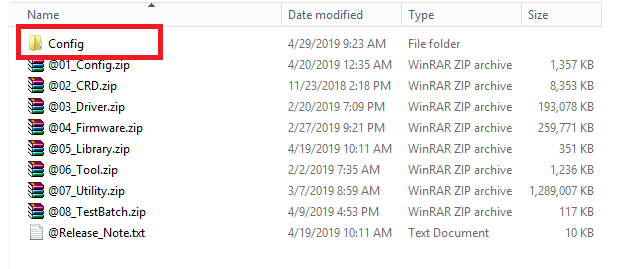 Name Date modified Type Size
Config 4/29/2019 9:23 AM File folder
@01_Config.zip 4/20/2019 12:35 AM WinRAR ZIP archive 1,357 KB
@02_CRD.zip 11/23/2018 2:18 PM WinRAR ZIP archive 8,353 KB
@03_Driver.zip 2/20/2019 7:09 PM WinRAR ZIP archive 193,078 KB
@04_Firmware.zip 2/27/2019 9:21 PM WinRAR ZIP archive 259,771 KB
@05_Library.zip 4/19/2019 10:11 AM WinRAR ZIP archive 351 KB
@06_Tool.zip 2/2/2019 7:35 AM WinRAR ZIP archive 1,236 KB
@07_Utility.zip 3/7/2019 8:59 AM WinRAR ZIP archive 1,289,007 KB
@08_TestBatch.zip 4/9/2019 4:53 PM WinRAR ZIP archive 117 KB
@Release_Note.txt 4/19/2019 10:11 AM Text Document 10 KB